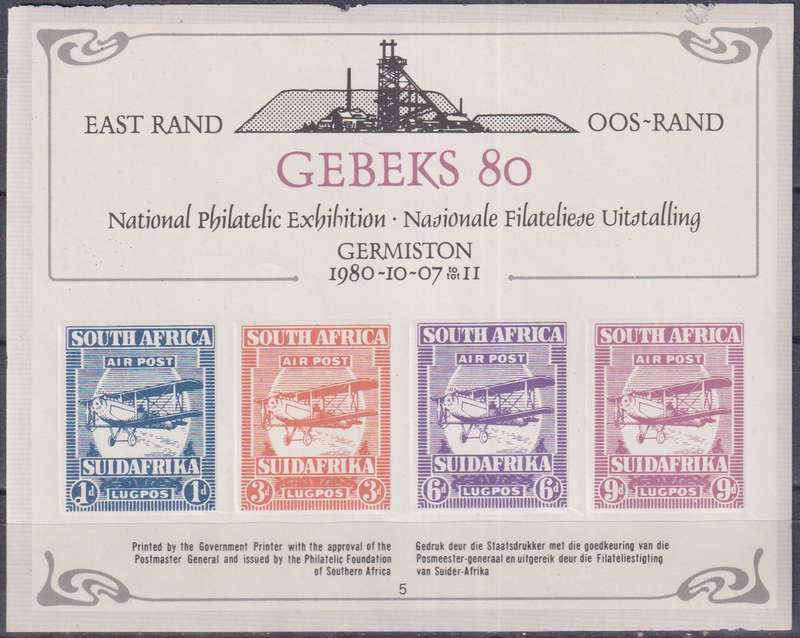 EAST RAND
OOS-RAND
GEBEKS 80
National Philatelic Exhibition · Nasionale Filateliese Uitstalling
GERMISTON
1980-10-07 to tot 11
SOUTH AFRICA
AIR POST
SUIDAFRIKA
1d LUGPOS 1d
SOUTH AFRICA
AIR POST
SUIDAFRIKA
3d LUGPOS 3d
SOUTH AFRICA
AIR POST
SUIDAFRIKA
6d LUGPOS 6d
SOUTH AFRICA
AIR POST
SUIDAFRIKA
9d LUGPOS 9d
Printed by the Government Printer with the approval of the
Postmaster General and issued by the Philatelic Foundation
of Southern Africa
Gedruk deur die Staatsdrukker met die goedkeuring van die
Posmeester-generaal en uitgereik deur die Filateliestigting
van Suider-Afrika
5